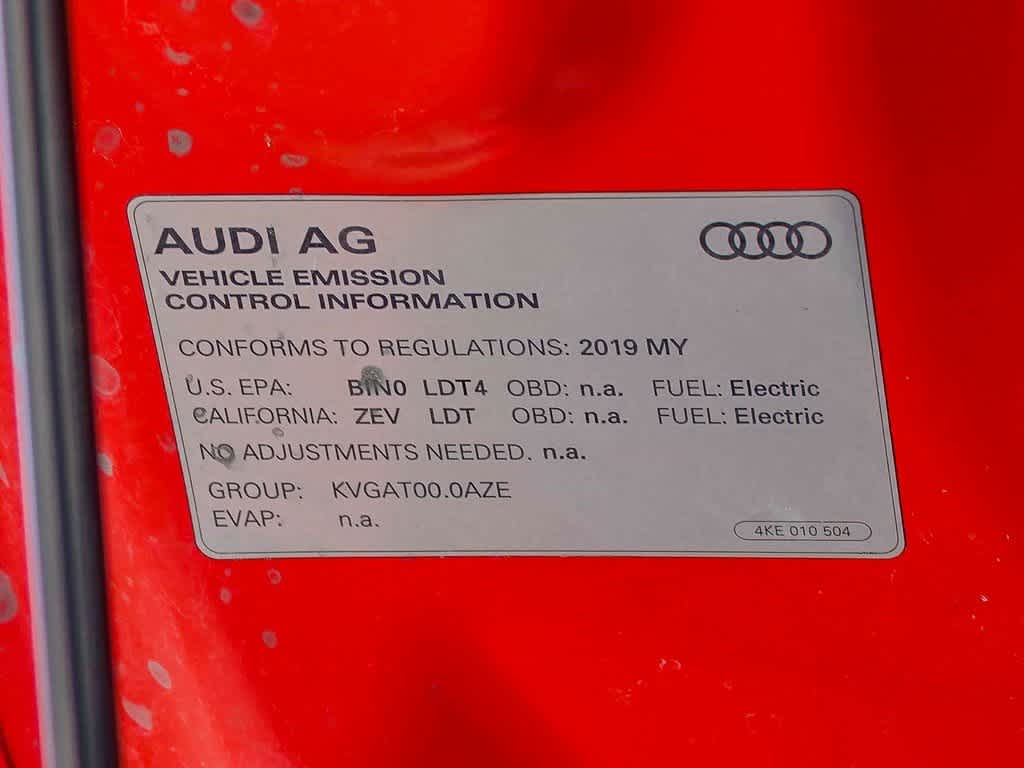 AUDI AG
VEHICLE EMISSION
CONTROL INFORMATION
CONFORMS TO REGULATIONS: 2019 MY
U.S. EPA: BIN0 LDT4 OBD: n.a. FUEL: Electric
CALIFORNIA: ZEV LDT OBD: n.a. FUEL: Electric
NO ADJUSTMENTS NEEDED. n.a.
GROUP: KVGAT00.0AZE
EVAP: n.a.
4KE 010 504